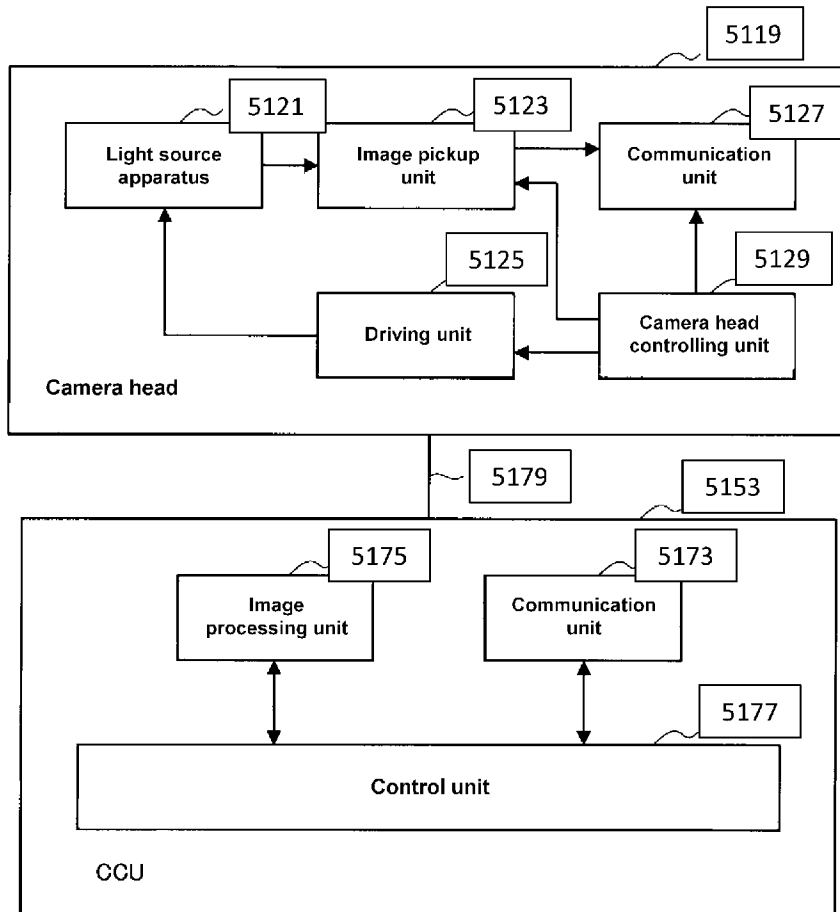 5119
5121
5123
5127
Light source
apparatus
Image pickup
unit
Communication
unit
5125
5129
Driving unit
Camera head
controlling unit
Camera head
5179
5153
5175
5173
Image
processing unit
Communication
unit
5177
Control unit
CCU